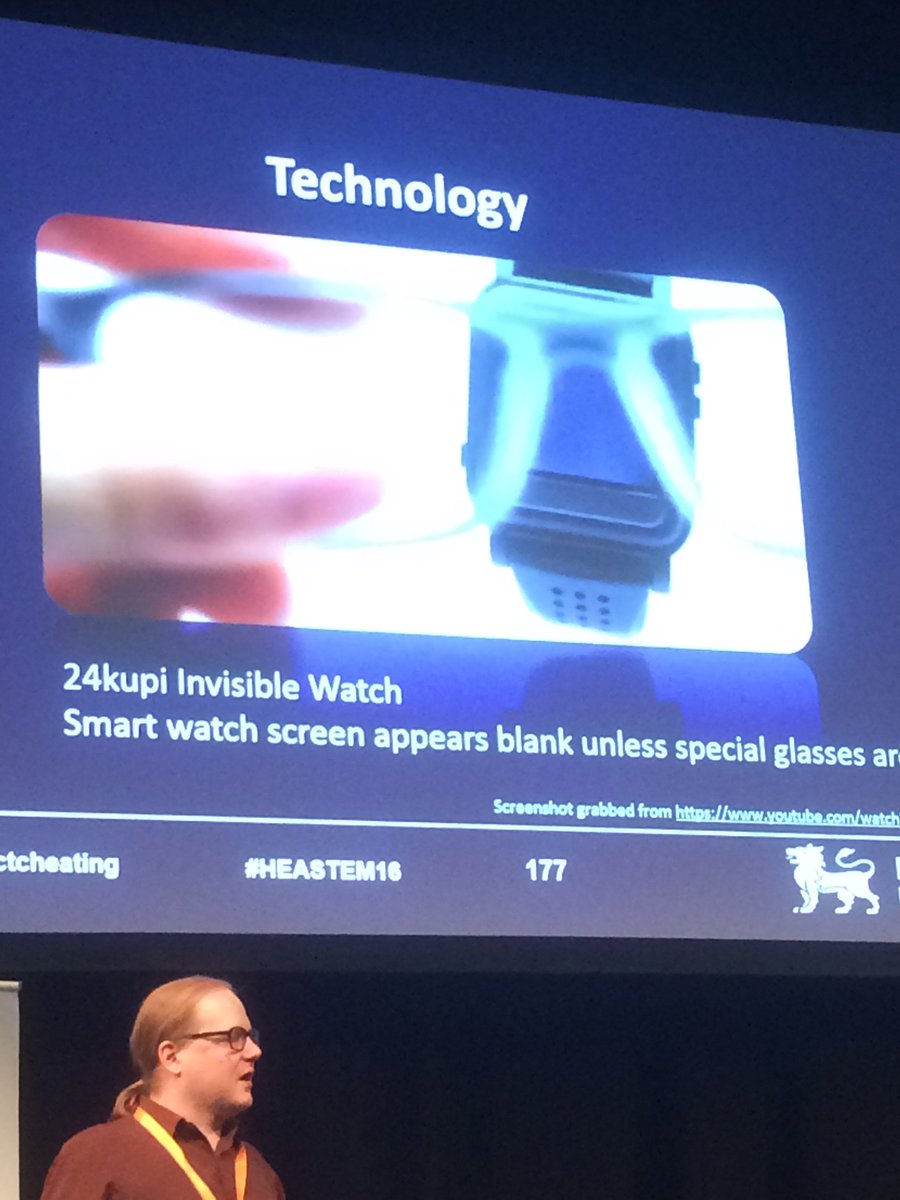 Technology
24kupi Invisible Watch
Smart watch screen appears blank unless special glasses
Screenshot grabbed from https://www.youtube.com/watch
ctcheating
#HEASTEM16
177